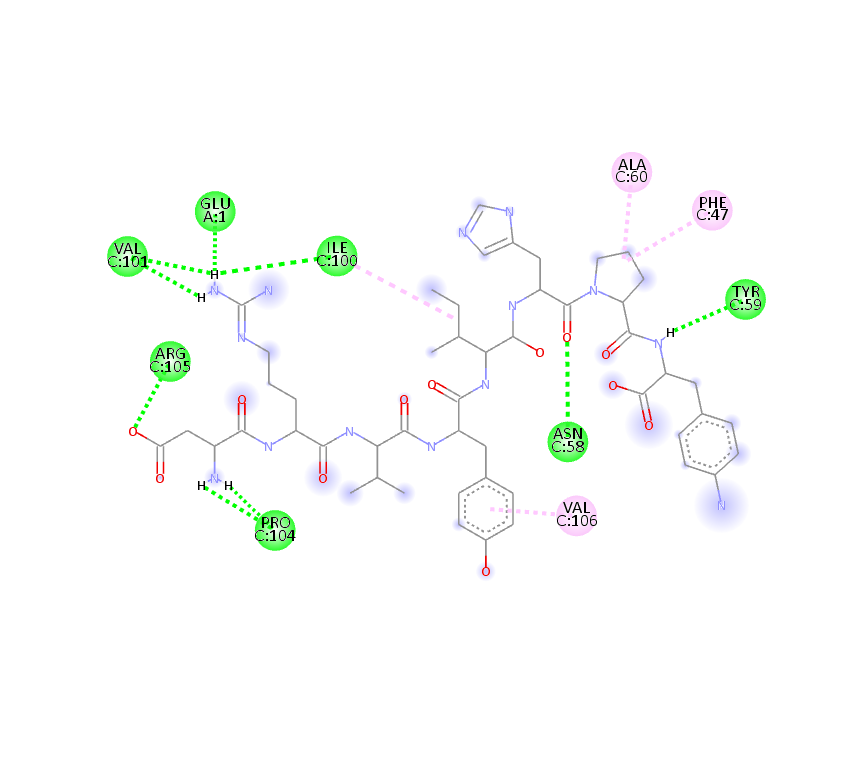 ALA
C:60
PHE
C:47
GLU
A:1
N
N
VAL
C:101
ILE
C:100
H
H
N
N
TYR
C:59
N
N
O
H
N
N
O
O
O
ARG
C:105
O
O
O
O
N
O
O
N
N
N
ASN
C:58
O
O
N
H
H
PRO
C:104
VAL
C:106
N
O